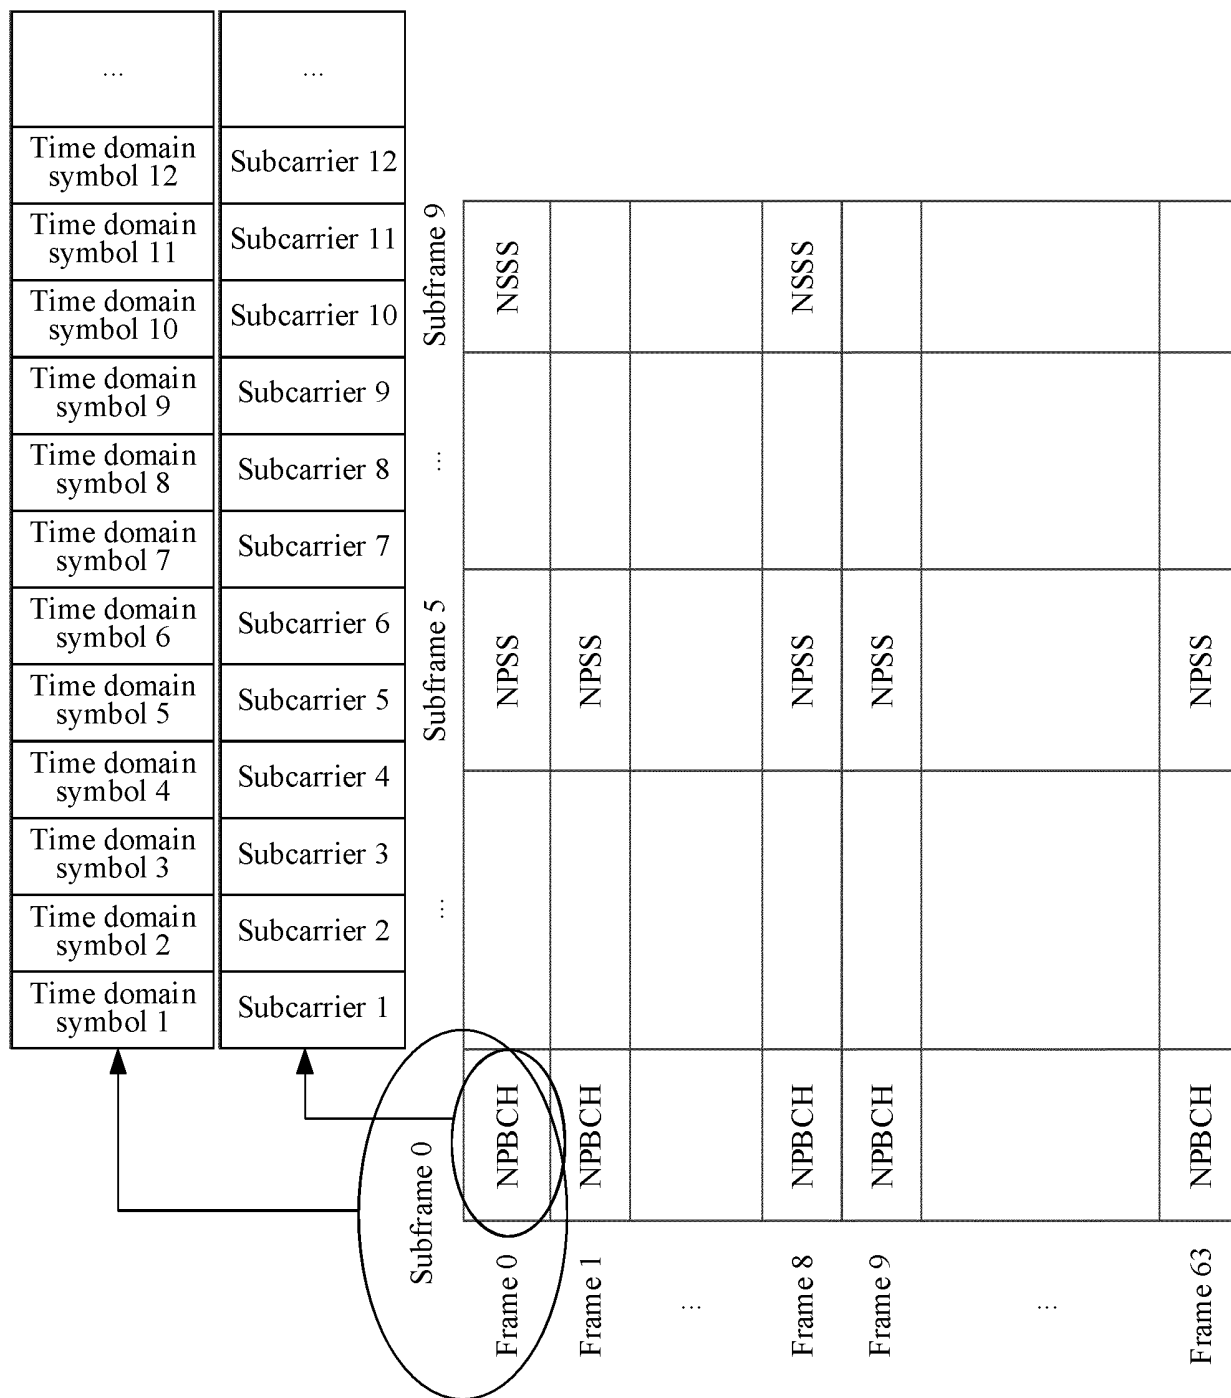 ...
...
Time domain
symbol 12
Subcarrier 12
Time domain
symbol 11
Subcarrier 11
Time domain
symbol 10
Subcarrier 10
Time domain
symbol 9
Subcarrier 9
Time domain
symbol 8
Subcarrier 8
Time domain
symbol 7
Subcarrier 7
Time domain
symbol 6
Subcarrier 6
Time domain
symbol 5
Subcarrier 5
Time domain
symbol 4
Subcarrier 4
Time domain
symbol 3
Subcarrier 3
Time domain
symbol 2
Subcarrier 2
Time domain
symbol 1
Subcarrier 1
Subframe 0
...
Subframe 5
...
Subframe 9
Frame 0
NPBCH
NPSS
NSSS
Frame 1
NPBCH
NPSS
...
Frame 8
NPBCH
NPSS
NSSS
Frame 9
NPBCH
NPSS
...
Frame 63
NPBCH
NPSS